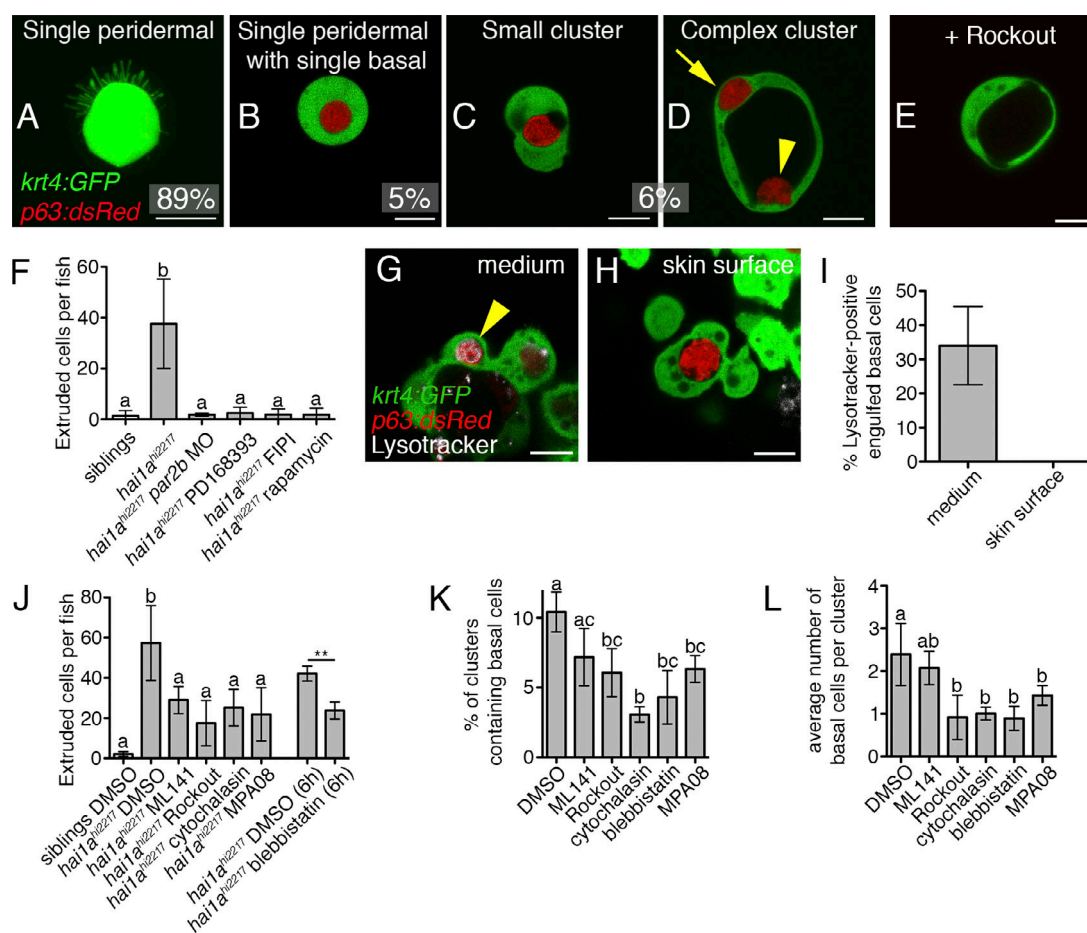 Single peridermal
A
krt4:GFP
p63:dsRed
89%
Single peridermal
with single basal
B
5%
Small cluster
C
6%
Complex cluster
D
+ Rockout
E
F
Extruded cells per fish
60
40
20
0
a
b
a
a
a
a
siblings
hai1a^hi2217
hai1a^hi2217 par2b MO
hai1a^hi2217 PD168393
hai1a^hi2217 FIPI
hai1a^hi2217 rapamycin
G
medium
krt4:GFP
p63:dsRed
Lysotracker
H
skin surface
I
% Lysotracker-positive
engulfed basal cells
50
40
30
20
10
0
medium
skin surface
J
Extruded cells per fish
80
60
40
20
0
a
b
a
a
a
a
**
siblings DMSO
hai1a^hi2217 DMSO
hai1a^hi2217 ML141
hai1a^hi2217 Rockout
hai1a^hi2217 cytochalasin
hai1a^hi2217 MPA08
hai1a^hi2217 DMSO (6h)
hai1a^hi2217 blebbistatin (6h)
K
% of clusters
containing basal cells
10
5
0
a
ac
bc
b
bc
bc
DMSO
ML141
Rockout
cytochalasin
blebbistatin
MPA08
L
average number of
basal cells per cluster
4
3
2
1
0
a
ab
b
b
b
b
DMSO
ML141
Rockout
cytochalasin
blebbistatin
MPA08